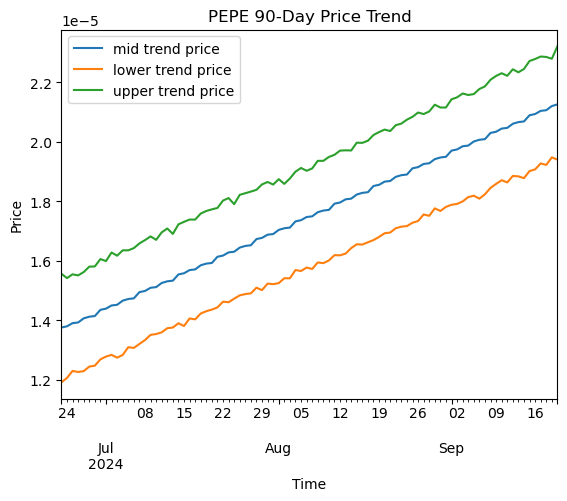 PEPE 90-Day Price Trend
1e−5
mid trend price
lower trend price
upper trend price
2.2
2.0
1.8
1.6
1.4
1.2
Price
24 08 15 22 29 05 12 19 26 02 09 16
Jul Aug Sep
2024
Time